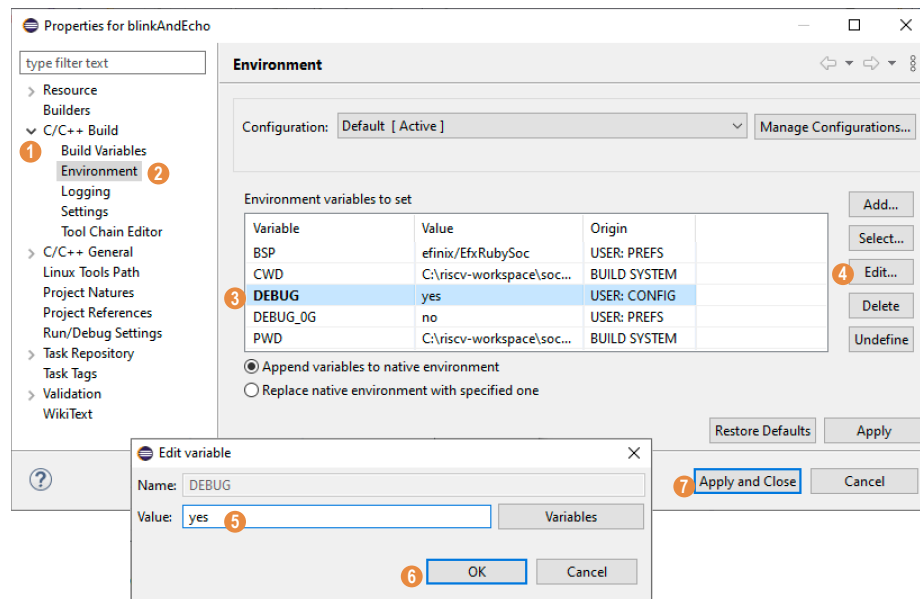 Properties for blinkAndEcho
type filter text
Resource
Builders
C/C++ Build
1
Build Variables
Environment
2
Logging
Settings
Tool Chain Editor
C/C++ General
Linux Tools Path
Project Natures
Project References
Run/Debug Settings
Task Repository
Task Tags
Validation
WikiText
Environment
Configuration: Default [ Active ] Manage Configurations...
Environment variables to set
Variable Value Origin
BSP efinix/EfxRubySoc USER: PREFS
CWD C:\riscv-workspace\soc... BUILD SYSTEM
3 DEBUG yes USER: CONFIG
DEBUG_0G no USER: PREFS
PWD C:\riscv-workspace\soc... BUILD SYSTEM
Add...
Select...
4 Edit...
Delete
Undefine
Append variables to native environment
Replace native environment with specified one
Restore Defaults Apply
?
7 Apply and Close Cancel
Edit variable
Name: DEBUG
Value: yes 5 Variables
6 OK Cancel